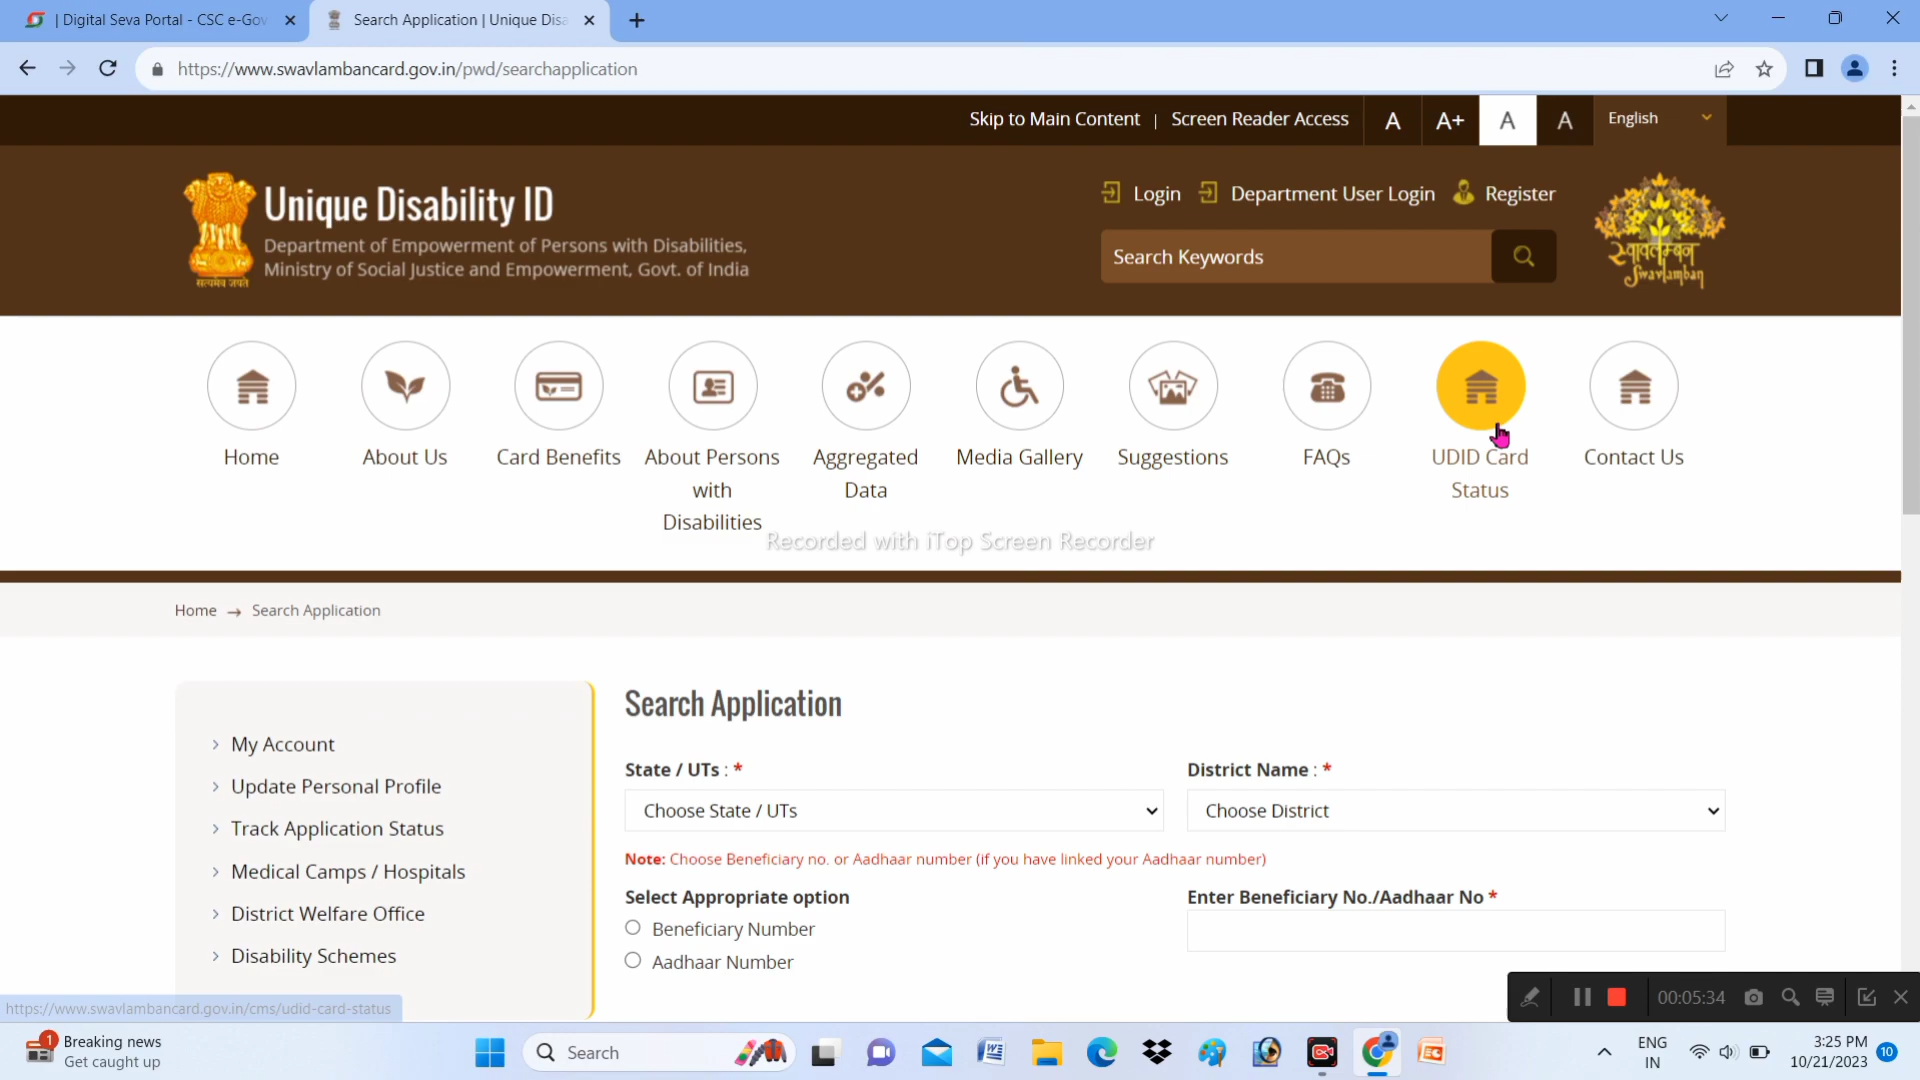 | Digital Seva Portal - CSC e-Gov
Search Application | Unique Disa
https://www.swavlambancard.gov.in/pwd/searchapplication
Skip to Main Content | Screen Reader Access A A+ A A English
सत्यमेव जयते
Unique Disability ID
Department of Empowerment of Persons with Disabilities,
Ministry of Social Justice and Empowerment, Govt. of India
Login Department User Login Register
Search Keywords
स्वावलम्बन
Swavlamban
Home
About Us
Card Benefits
About Persons
with
Disabilities
Aggregated
Data
Media Gallery
Suggestions
FAQs
UDID Card
Status
Contact Us
Recorded with iTop Screen Recorder
Home → Search Application
My Account
Update Personal Profile
Track Application Status
Medical Camps / Hospitals
District Welfare Office
Disability Schemes
Search Application
State / UTs : *
Choose State / UTs
District Name : *
Choose District
Note: Choose Beneficiary no. or Aadhaar number (if you have linked your Aadhaar number)
Select Appropriate option
Beneficiary Number
Aadhaar Number
Enter Beneficiary No./Aadhaar No *
00:05:34
https://www.swavlambancard.gov.in/cms/udid-card-status
1
Breaking news
Get caught up
Search
ENG
IN
3:25 PM
10/21/2023
10